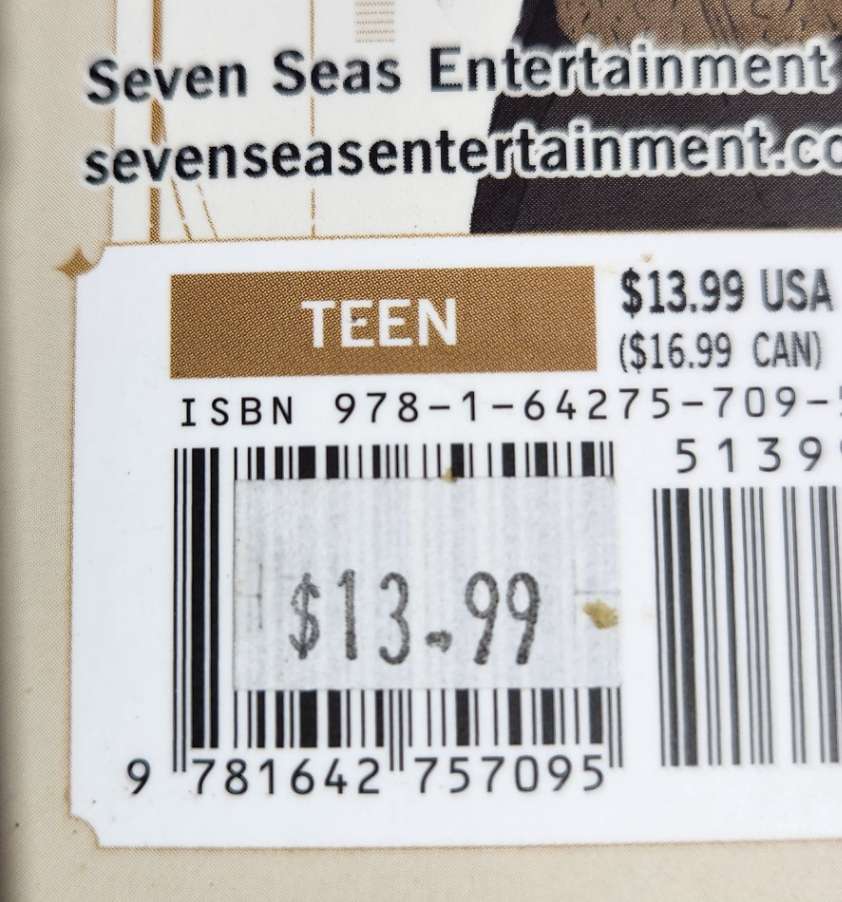 Seven Seas Entertainment
sevenseasentertainment.co
TEEN
$13.99 USA
($16.99 CAN)
ISBN 978-1-64275-709-
5139
$13.99
9 781642 757095